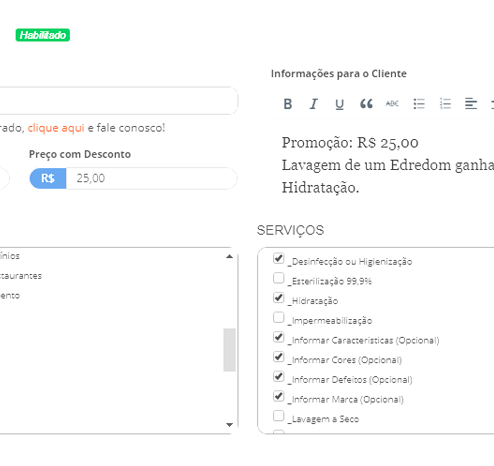 Habilitado
Informações para o Cliente
B I U ABC
rado, clique aqui e fale conosco!
Preço com Desconto
R$ 25,00
Promoção: R$ 25,00
Lavagem de um Edredom ganha
Hidratação.
SERVIÇOS
ínios
staurantes
ento
_Desinfecção ou Higienização
_Esterilização 99,9%
_Hidratação
_Impermeabilização
_Informar Características (Opcional)
_Informar Cores (Opcional)
_Informar Defeitos (Opcional)
_Informar Marca (Opcional)
_Lavagem a Seco